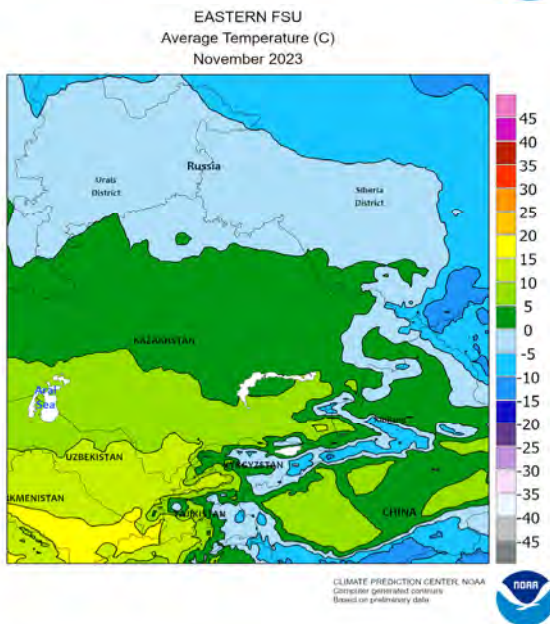 EASTERN FSU
Average Temperature (C)
November 2023
Russia
Urals
District
Siberia
District
KAZAKHSTAN
Aral
Sea
UZBEKISTAN
KYRGYZSTAN
RKMENISTAN
TAJIKISTAN
CHINA
45
40
35
30
25
20
15
10
5
0
-5
-10
-15
-20
-25
-30
-35
-40
-45
CLIMATE PREDICTION CENTER, NOAA
Computer generated contours
Based on preliminary data
NOAA